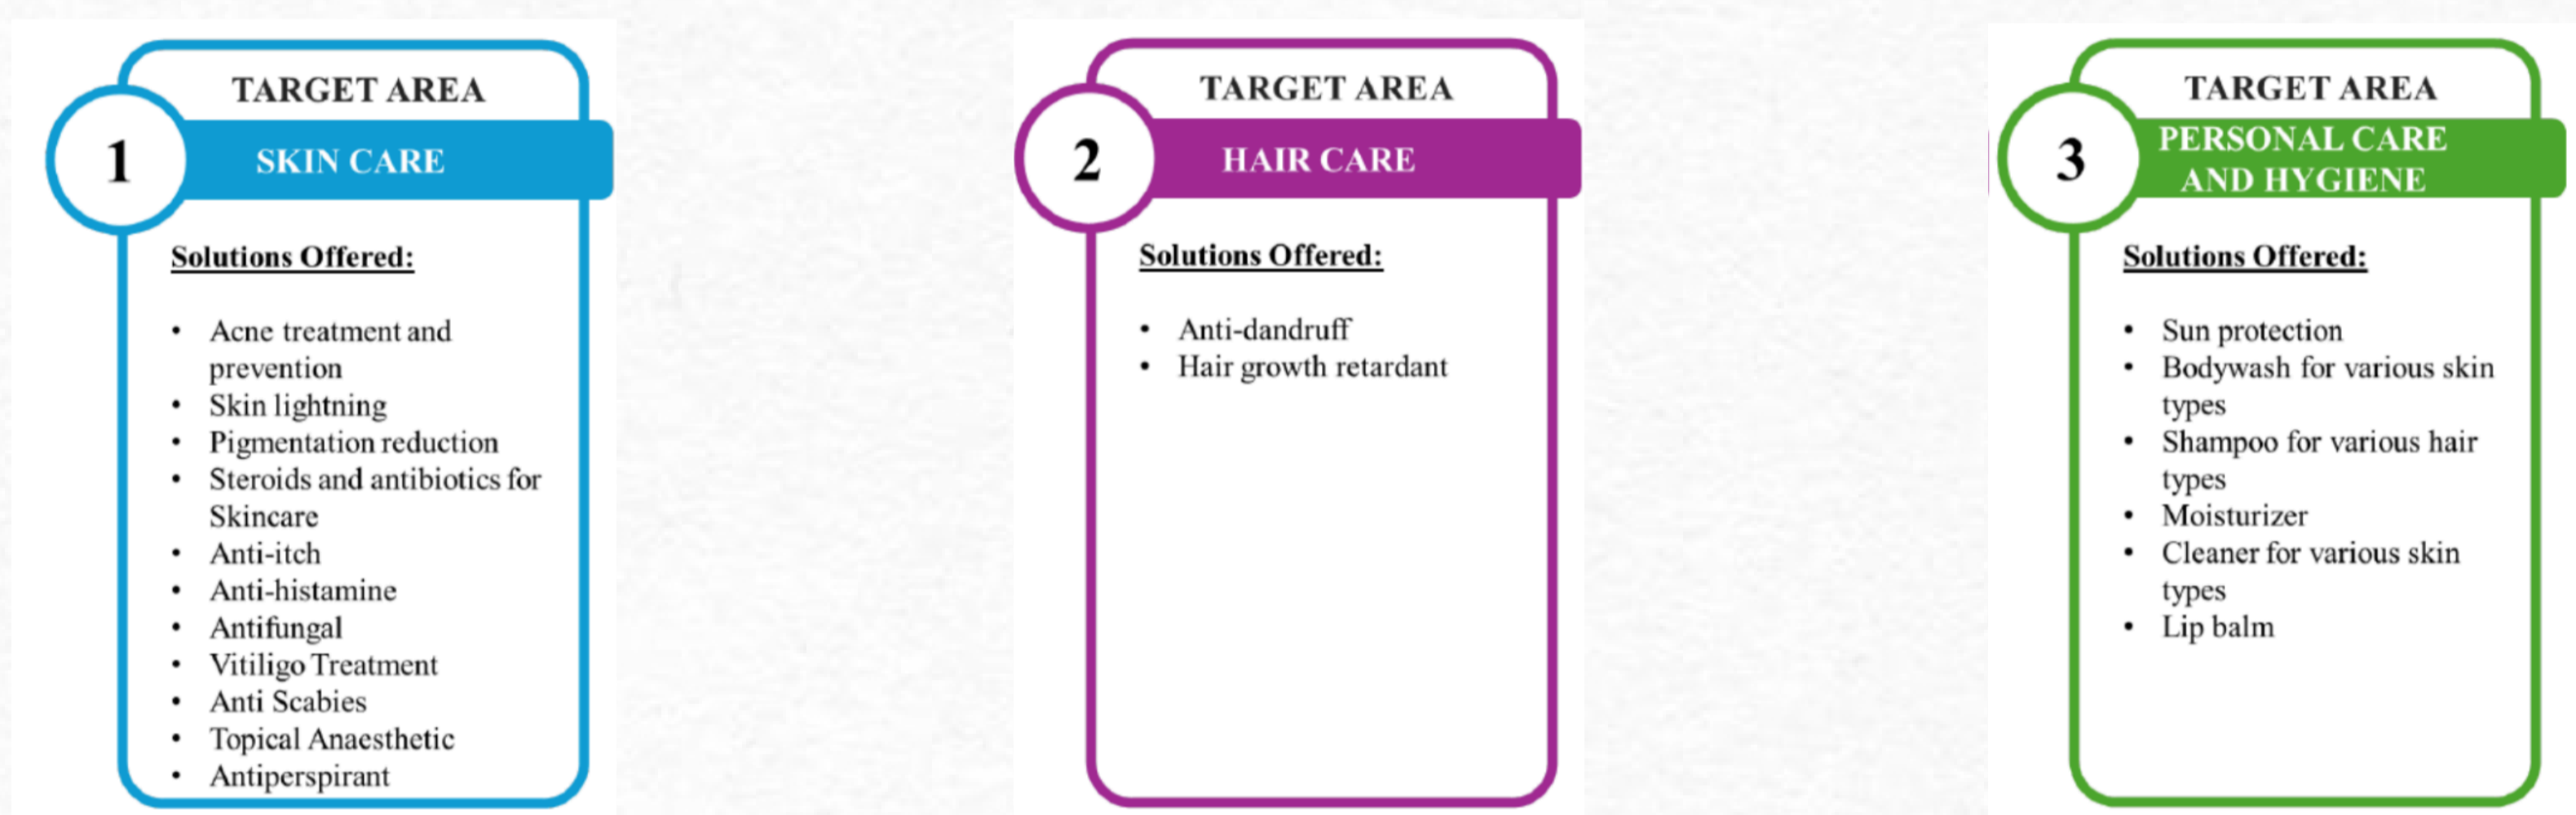 TARGET AREA
1
SKIN CARE
Solutions Offered:
• Acne treatment and
prevention
• Skin lightning
• Pigmentation reduction
• Steroids and antibiotics for
Skincare
• Anti-itch
• Anti-histamine
• Antifungal
• Vitiligo Treatment
• Anti Scabies
• Topical Anaesthetic
• Antiperspirant
TARGET AREA
2
HAIR CARE
Solutions Offered:
• Anti-dandruff
• Hair growth retardant
TARGET AREA
3
PERSONAL CARE
AND HYGIENE
Solutions Offered:
• Sun protection
• Bodywash for various skin
types
• Shampoo for various hair
types
• Moisturizer
• Cleaner for various skin
types
• Lip balm